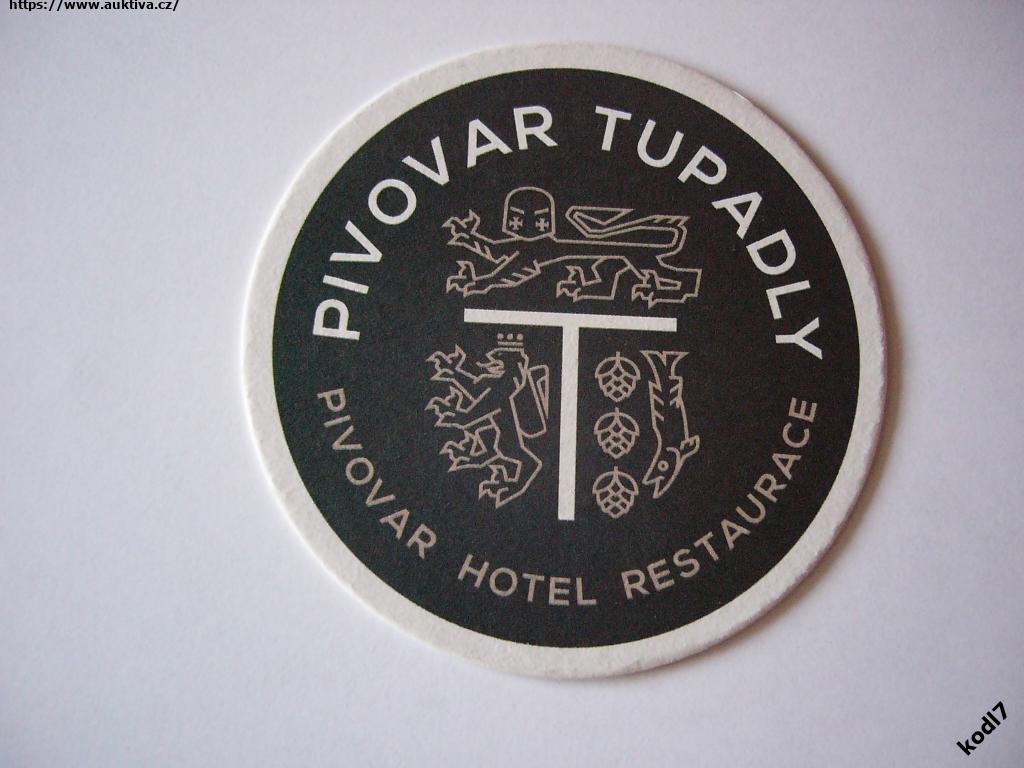 https://www.auktiva.cz/
PIVOVAR TUPADLY
T
PIVOVAR HOTEL RESTAURACE
kodl7